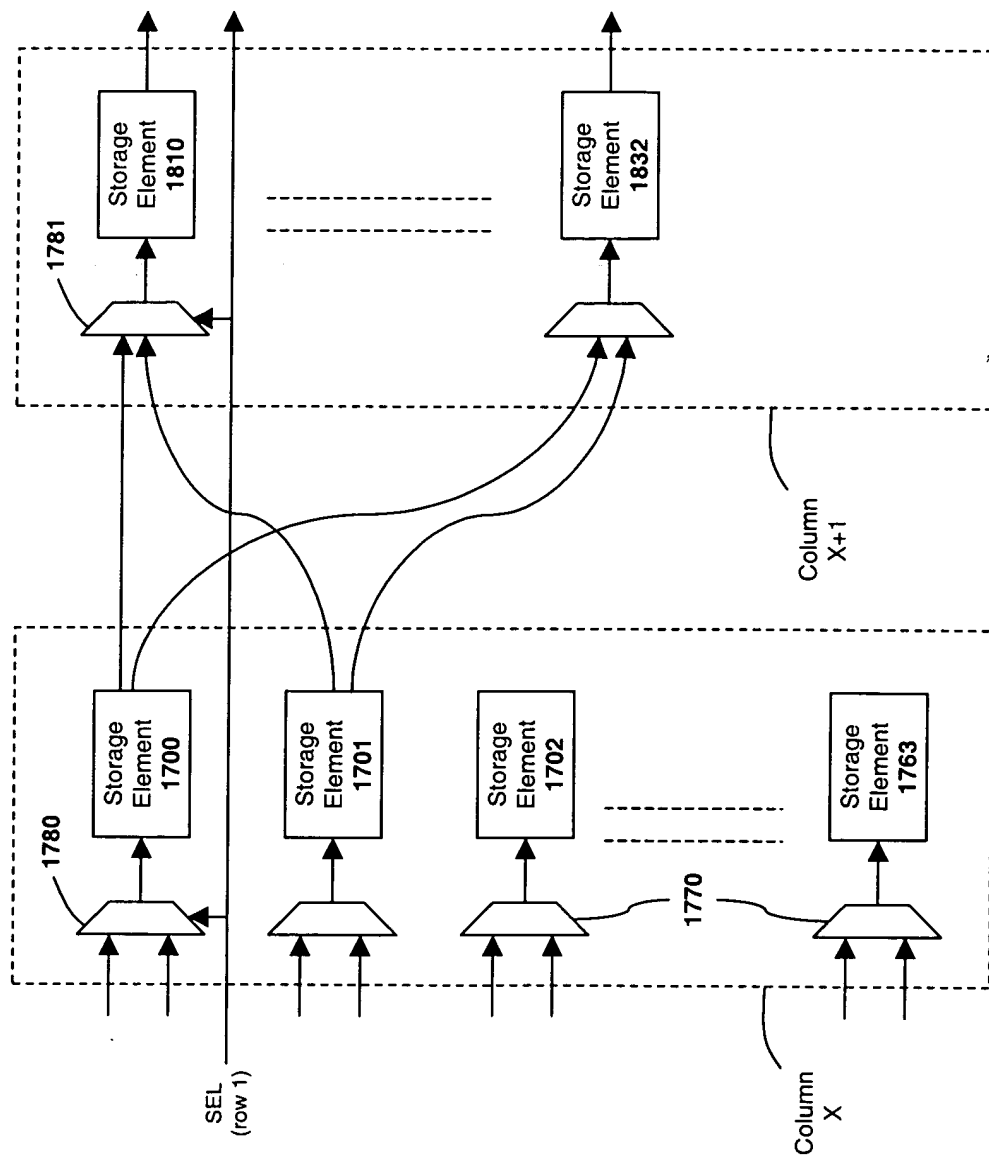 1780
Storage
Element
1700
1781
Storage
Element
1810
SEL
(row 1)
Storage
Element
1701
Storage
Element
1702
1770
Storage
Element
1763
Storage
Element
1832
Column
X
Column
X+1